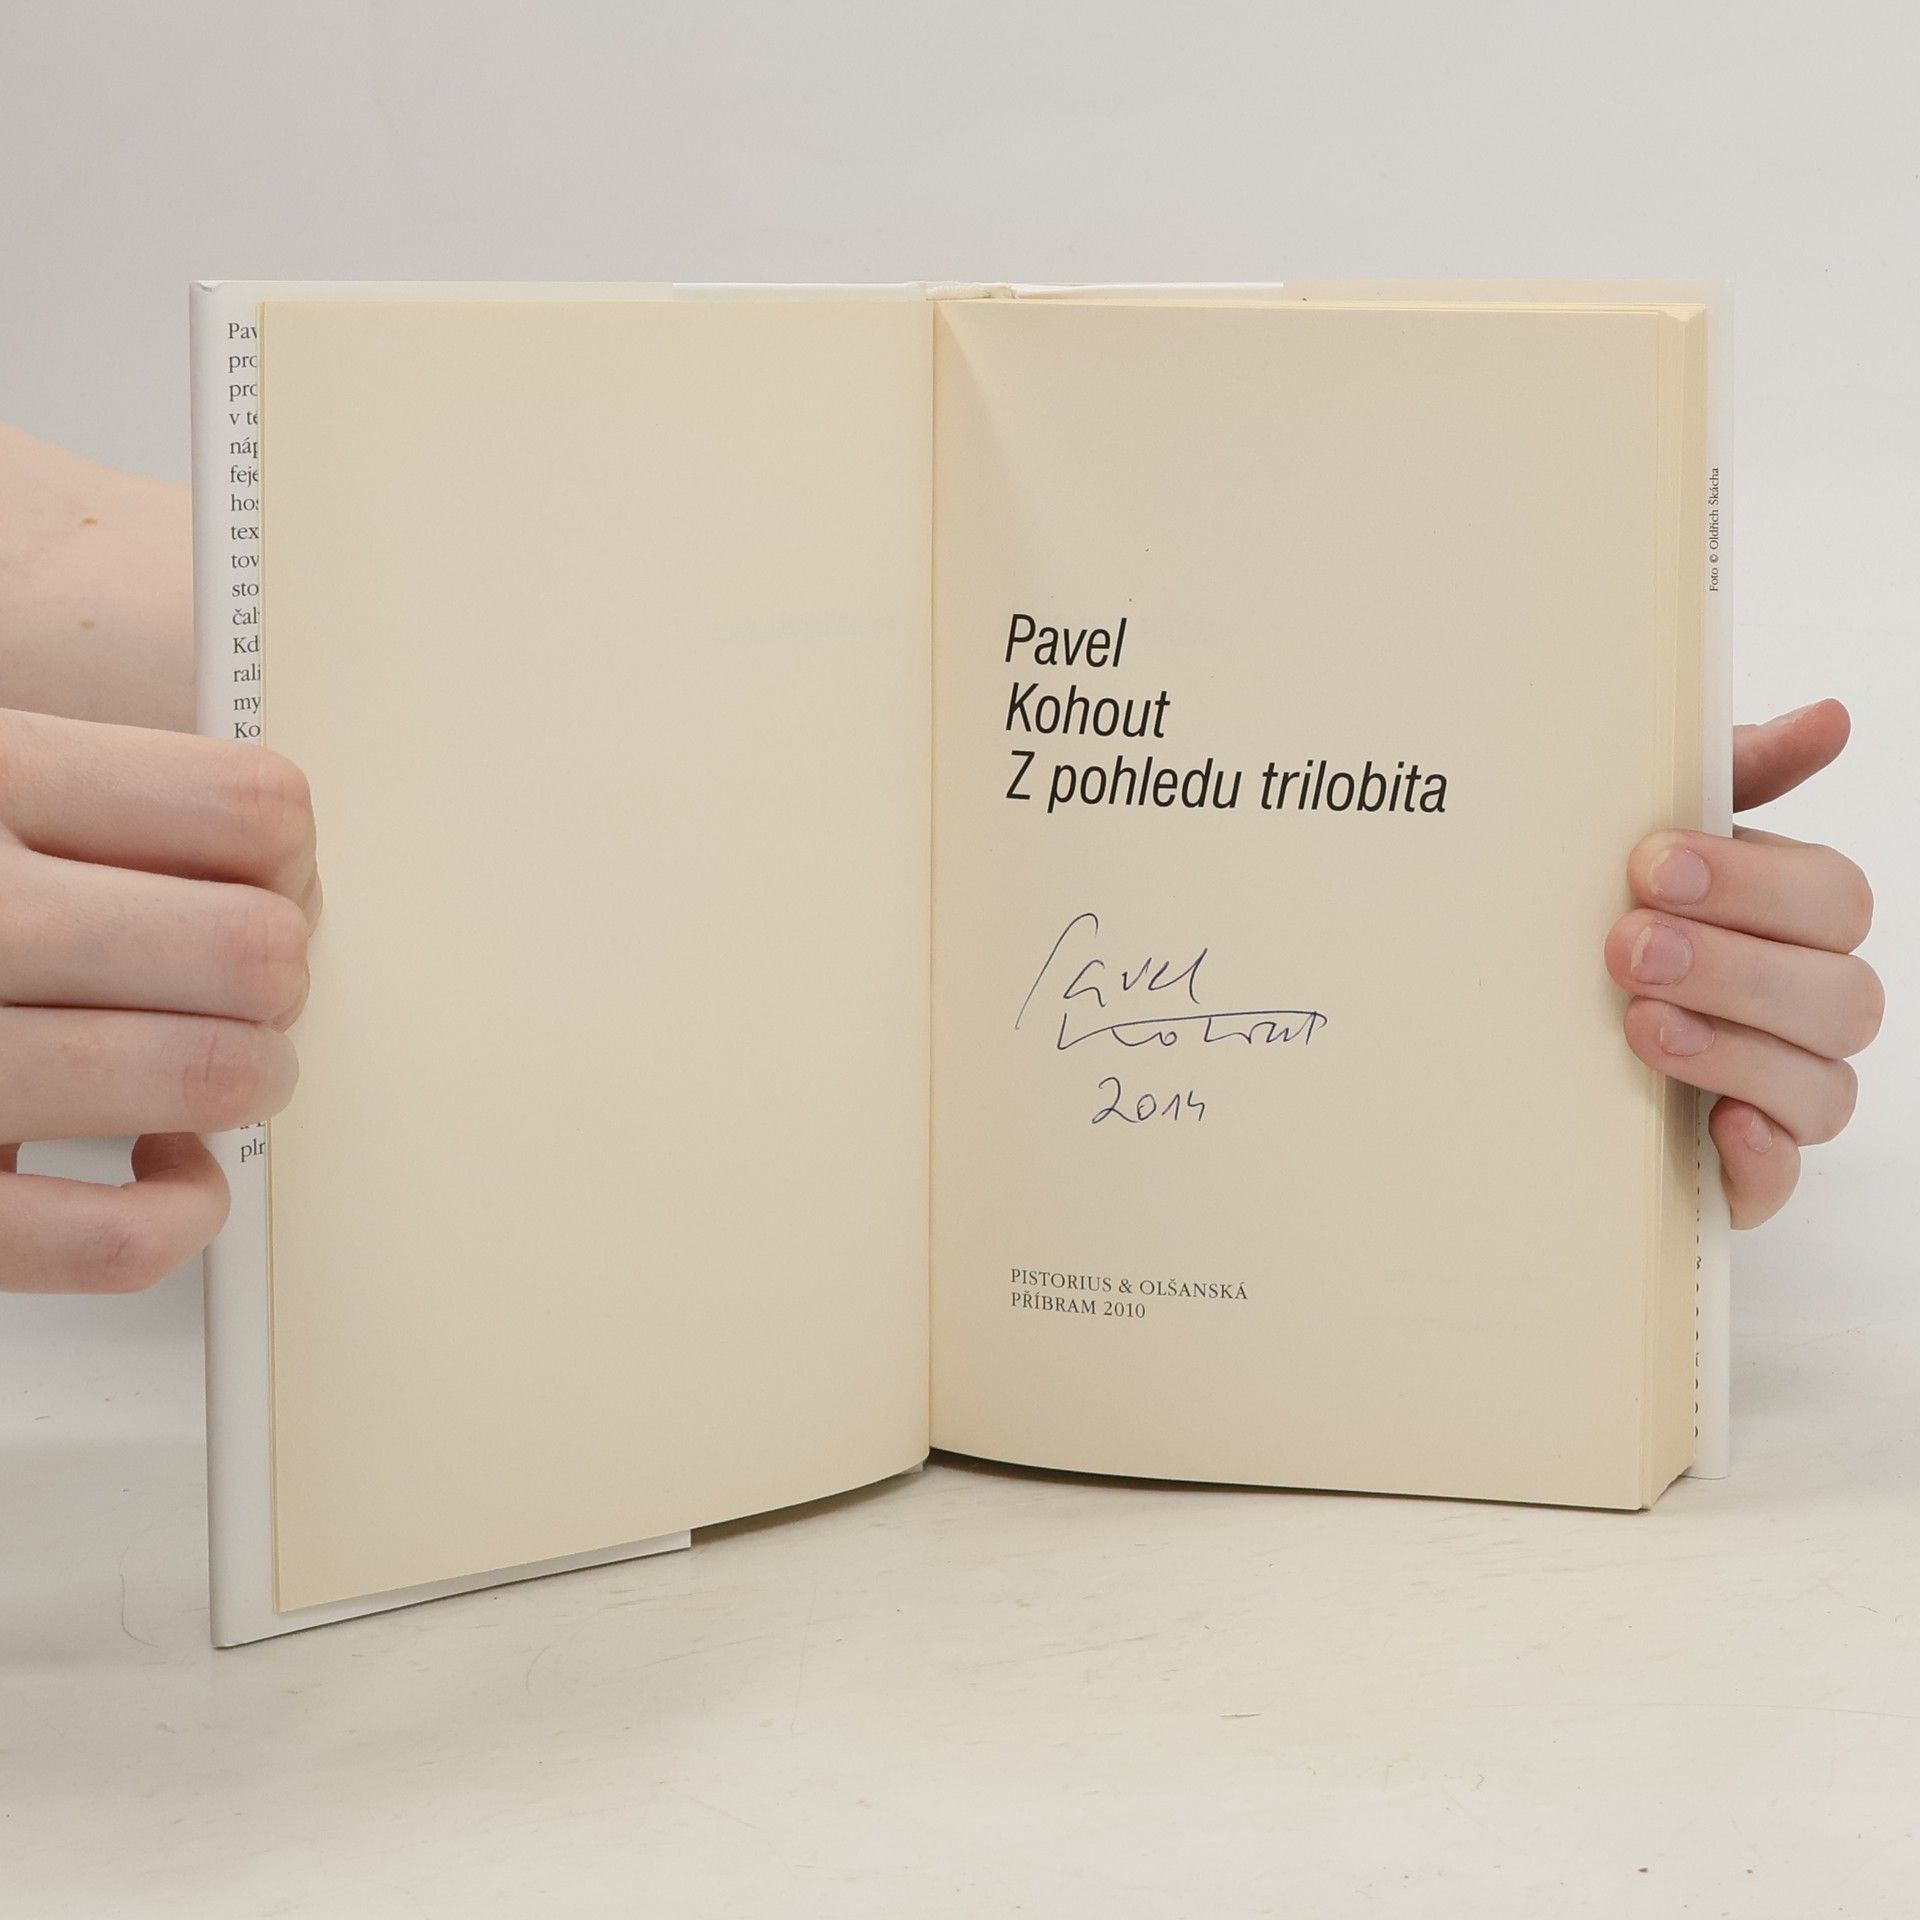 Pavel
Kohout
Z pohledu trilobita
Pavel
Kohout
2014
PISTORIUS & OLŠANSKÁ
PŘÍBRAM 2010
Foto © Oldřich Škácha